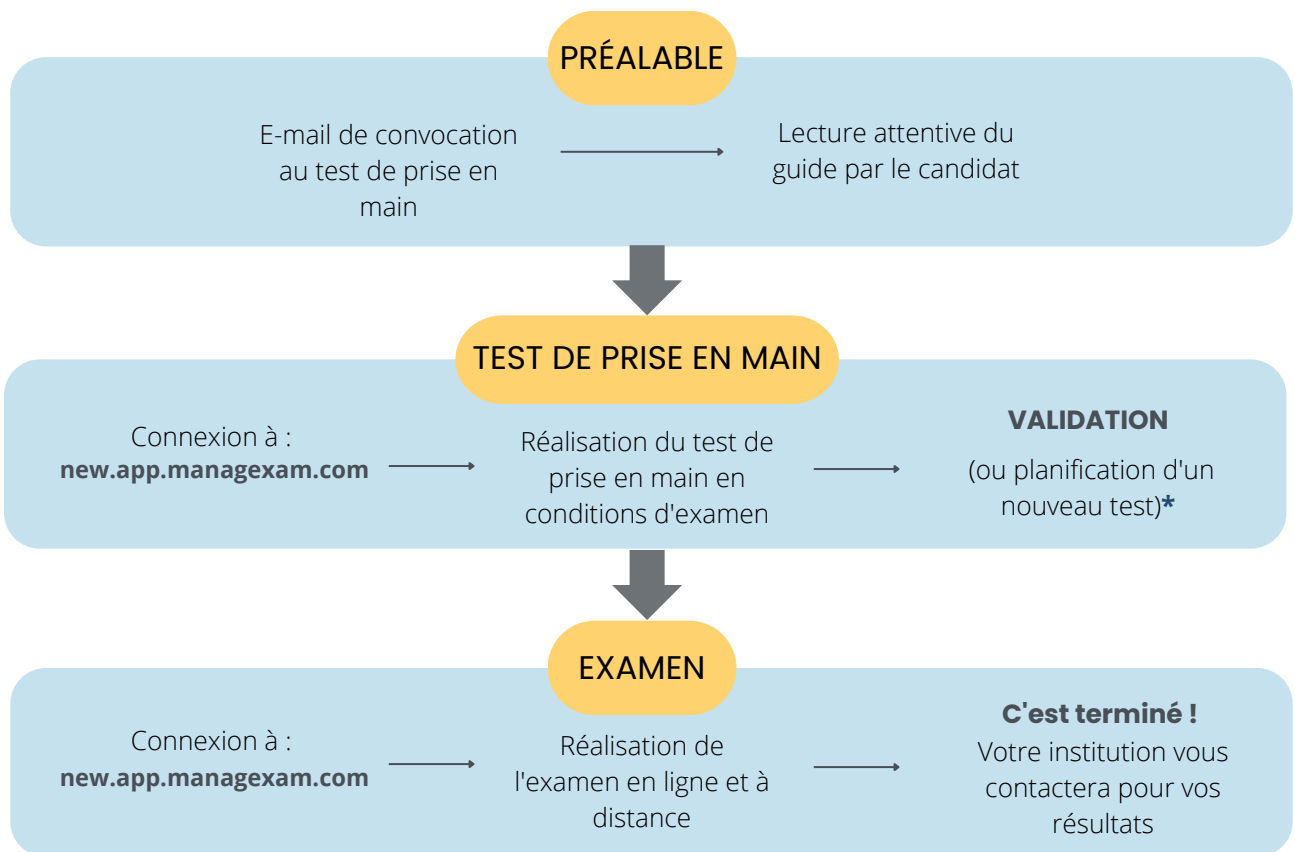 PRÉALABLE
E-mail de convocation
au test de prise en
main
Lecture attentive du
guide par le candidat
TEST DE PRISE EN MAIN
Connexion à :
new.app.managexam.com
Réalisation du test de
prise en main en
conditions d'examen
VALIDATION
(ou planification d'un
nouveau test)*
EXAMEN
Connexion à :
new.app.managexam.com
Réalisation de
l'examen en ligne et à
distance
C'est terminé !
Votre institution vous
contactera pour vos
résultats